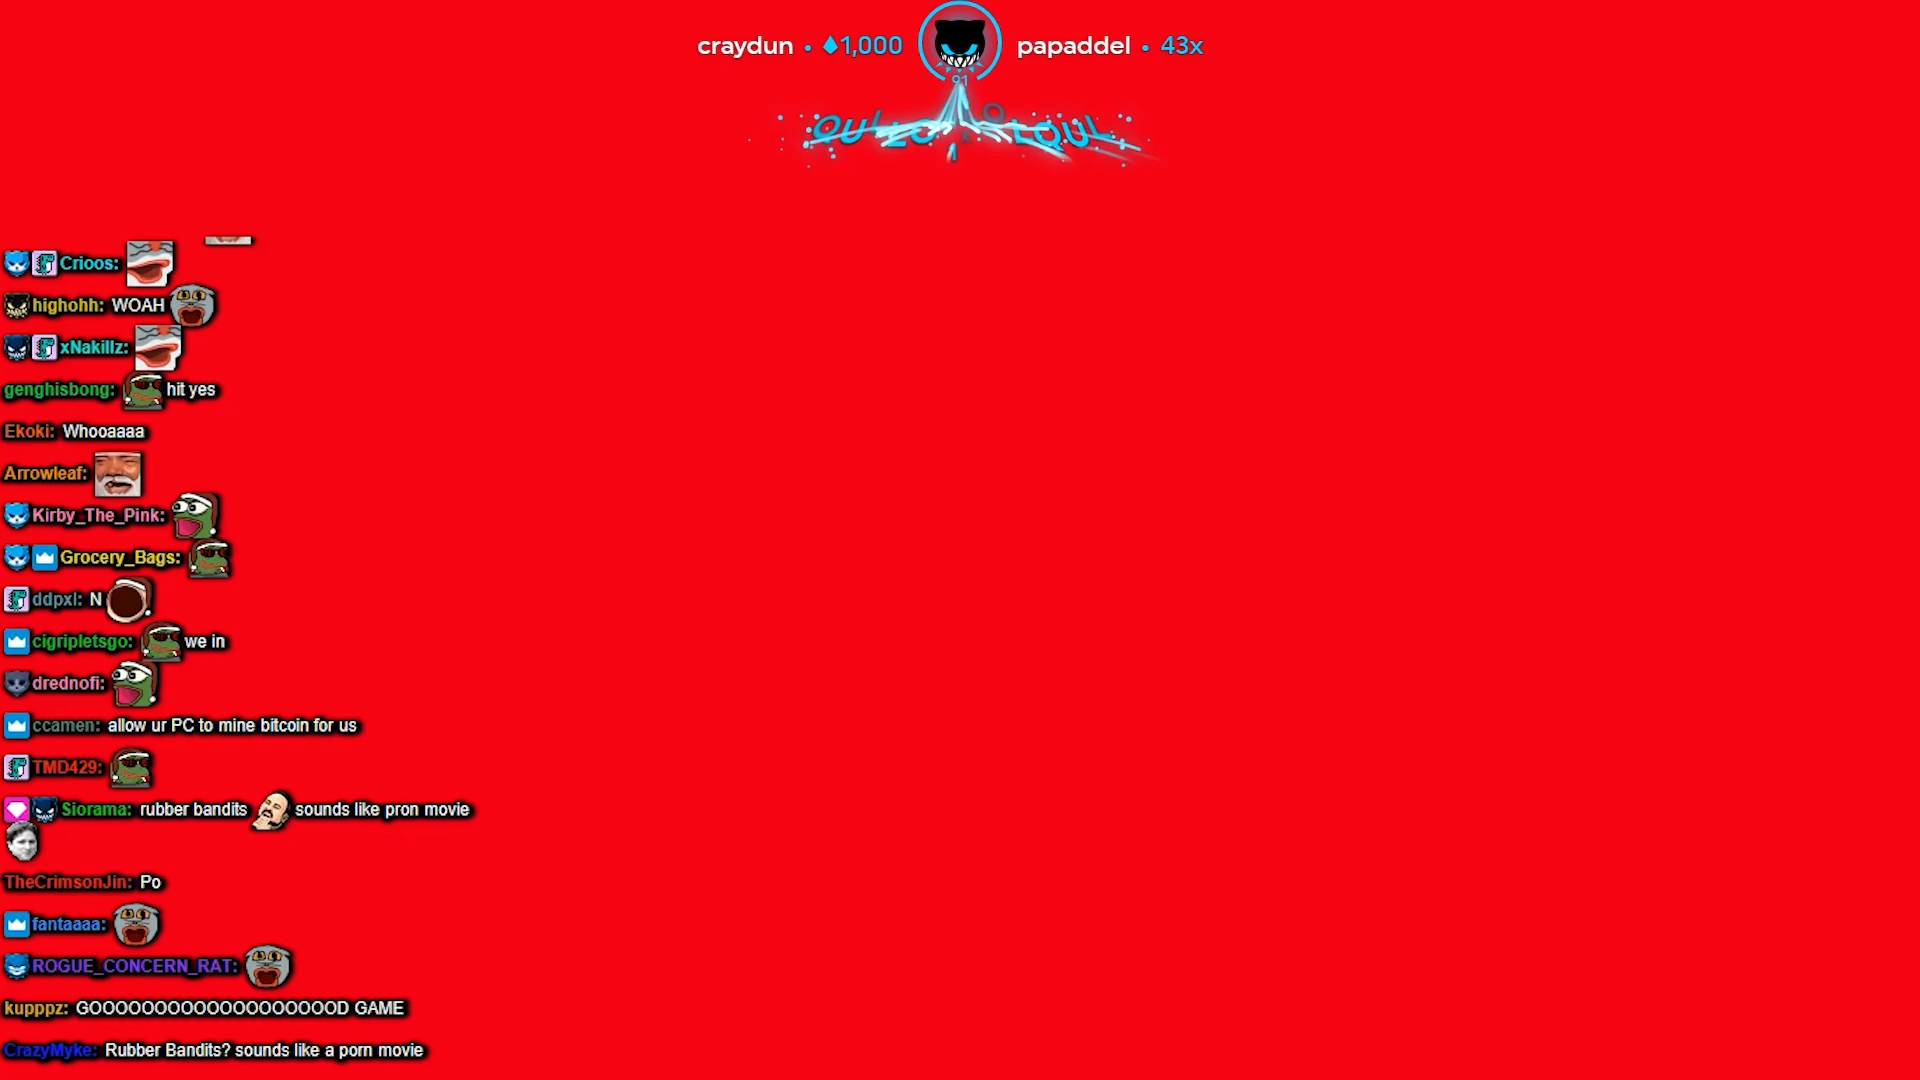 craydun • 1,000 papaddel • 43x
91
Crioos:
highohh: WOAH
xNakillz:
genghisbong: hit yes
Ekoki: Whooaaaa
Arrowleaf:
Kirby_The_Pink:
Grocery_Bags:
ddpxl: N
cigripletsgo: we in
drednofi:
ccamen: allow ur PC to mine bitcoin for us
TMD429:
Siorama: rubber bandits sounds like pron movie
TheCrimsonJin: Po
fantaaaa:
ROGUE_CONCERN_RAT:
kupppz: GOOOOOOOOOOOOOOOOOOOD GAME
CrazyMyke: Rubber Bandits? sounds like a porn movie